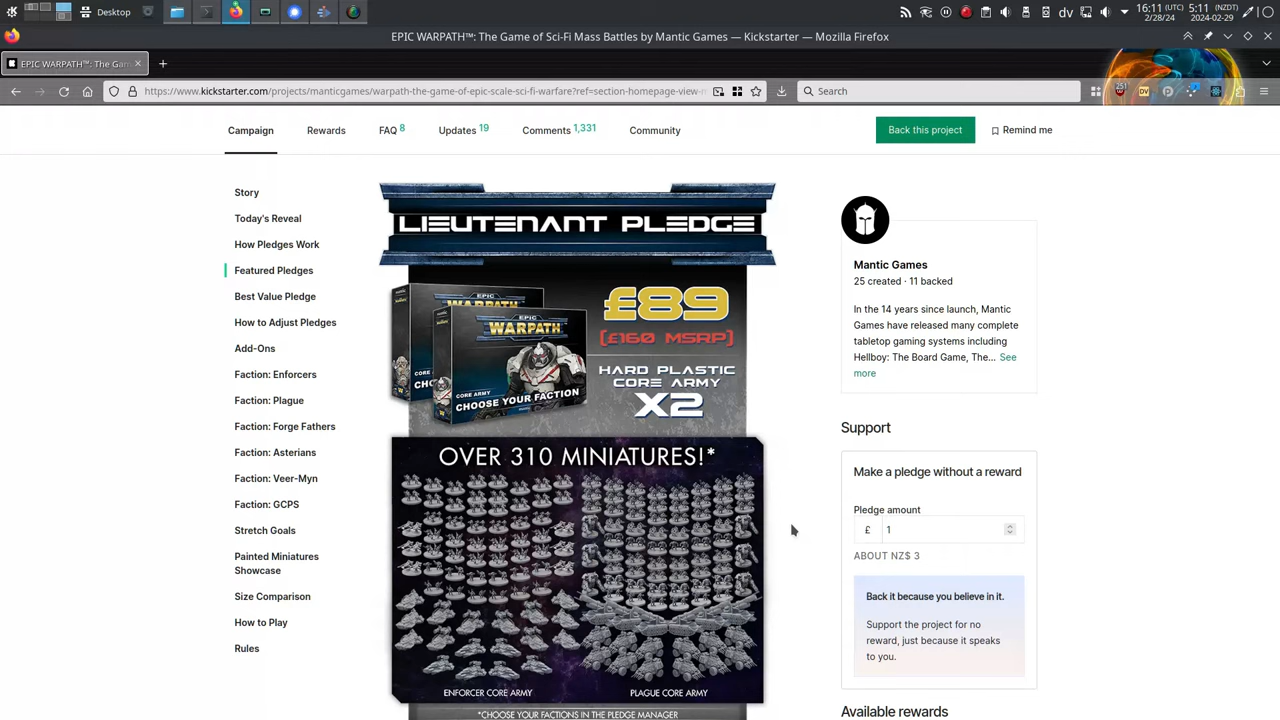 Desktop
dv
16:11 (UTC)
2/28/24
5:11 (NZDT)
2024-02-29
EPIC WARPATH™: The Game of Sci-Fi Mass Battles by Mantic Games — Kickstarter — Mozilla Firefox
EPIC WARPATH™: The Gam
https://www.kickstarter.com/projects/manticgames/warpath-the-game-of-epic-scale-sci-fi-warfare?ref=section-homepage-view-m
Search
251
DV
Campaign
Rewards
FAQ 8
Updates 19
Comments 1,331
Community
Back this project
Remind me
Story
Today's Reveal
How Pledges Work
Featured Pledges
Best Value Pledge
How to Adjust Pledges
Add-Ons
Faction: Enforcers
Faction: Plague
Faction: Forge Fathers
Faction: Asterians
Faction: Veer-Myn
Faction: GCPS
Stretch Goals
Painted Miniatures
Showcase
Size Comparison
How to Play
Rules
LIEUTENANT PLEDGE
EPIC
WARPATH
CORE ARMY
CHOOSE YOUR FACTION
£89
(£160 MSRP)
HARD PLASTIC
CORE ARMY
X2
OVER 310 MINIATURES!*
ENFORCER CORE ARMY
PLAGUE CORE ARMY
*CHOOSE YOUR FACTIONS IN THE PLEDGE MANAGER
Mantic Games
25 created · 11 backed
In the 14 years since launch, Mantic
Games have released many complete
tabletop gaming systems including
Hellboy: The Board Game, The... See
more
Support
Make a pledge without a reward
Pledge amount
£ 1
ABOUT NZ$ 3
Back it because you believe in it.
Support the project for no
reward, just because it speaks
to you.
Available rewards